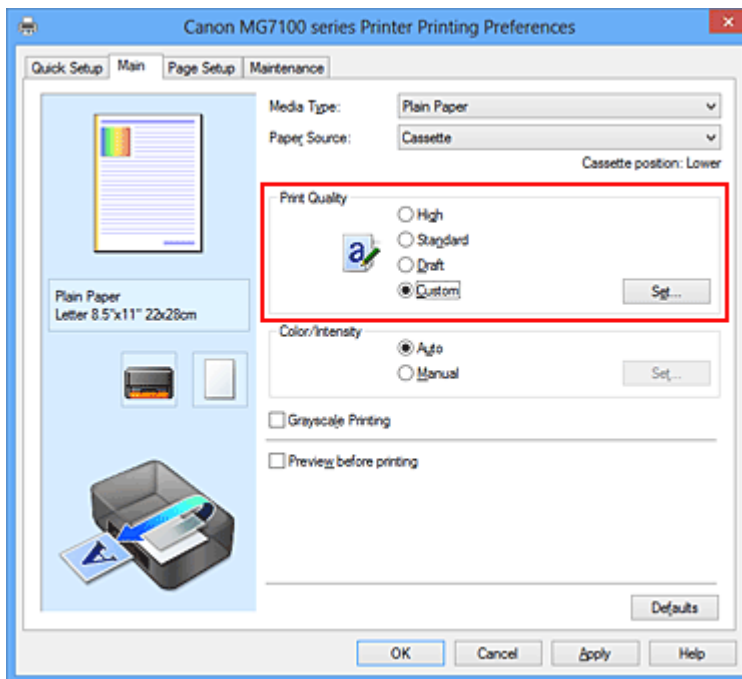 Canon MG7100 series Printer Printing Preferences
Quick Setup Main Page Setup Maintenance
Media Type: Plain Paper
Paper Source: Cassette
Cassette position: Lower
Print Quality
High
Standard
Draft
Custom Set...
Plain Paper
Letter 8.5"x11" 22x28cm
Color/Intensity
Auto
Manual Set...
Grayscale Printing
Preview before printing
Defaults
OK Cancel Apply Help